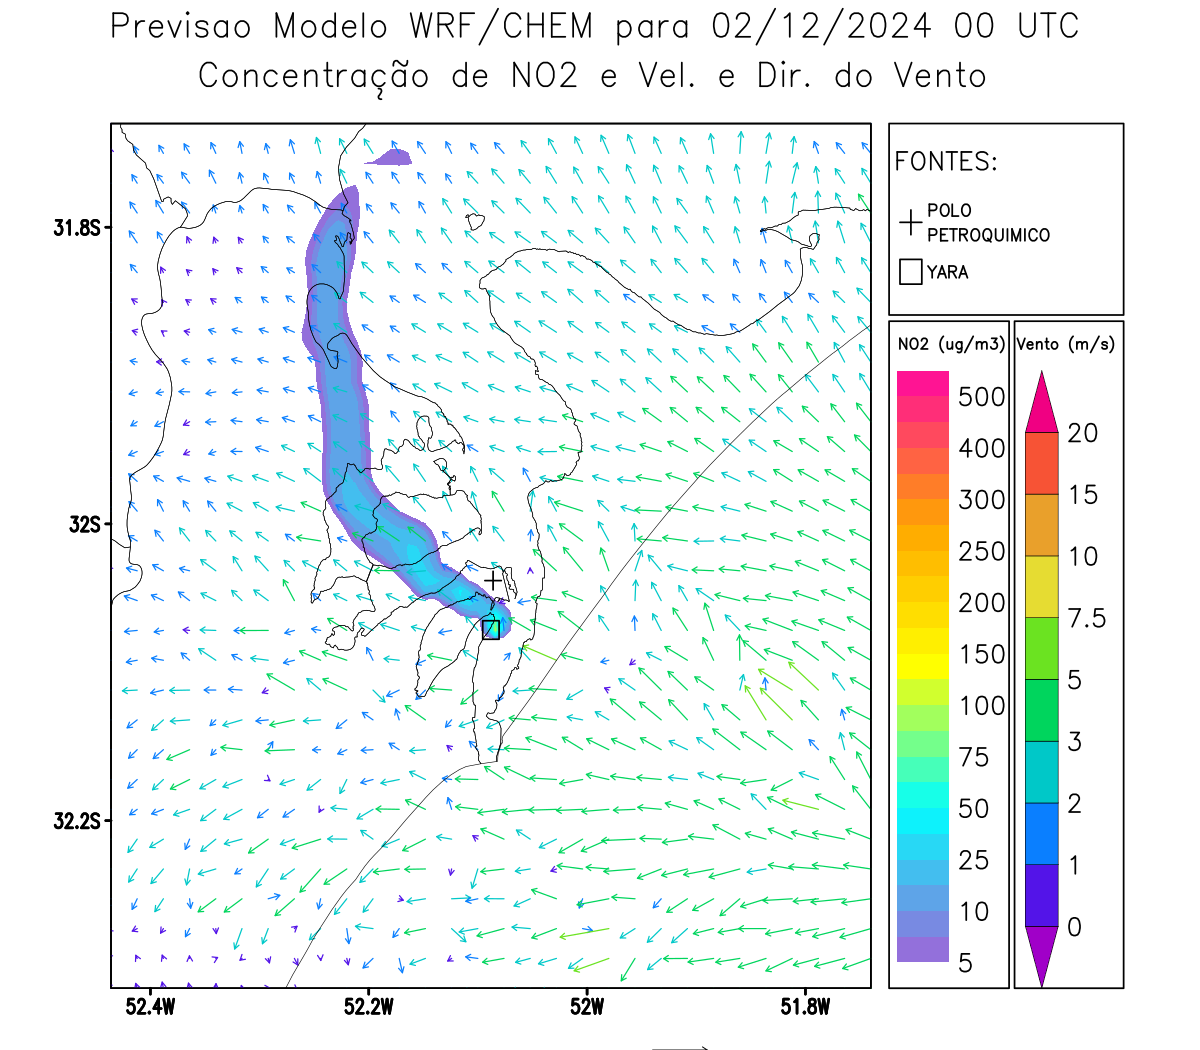 Previsao Modelo WRF/CHEM para 02/12/2024 00 UTC
Concentração de NO2 e Vel. e Dir. do Vento
FONTES:
POLO
PETROQUIMICO
YARA
NO2 (ug/m3)
500
400
300
250
200
150
100
75
50
25
10
5
Vento (m/s)
20
15
10
7.5
5
3
2
1
0
31.8S
32S
32.2S
52.4W
52.2W
52W
51.8W